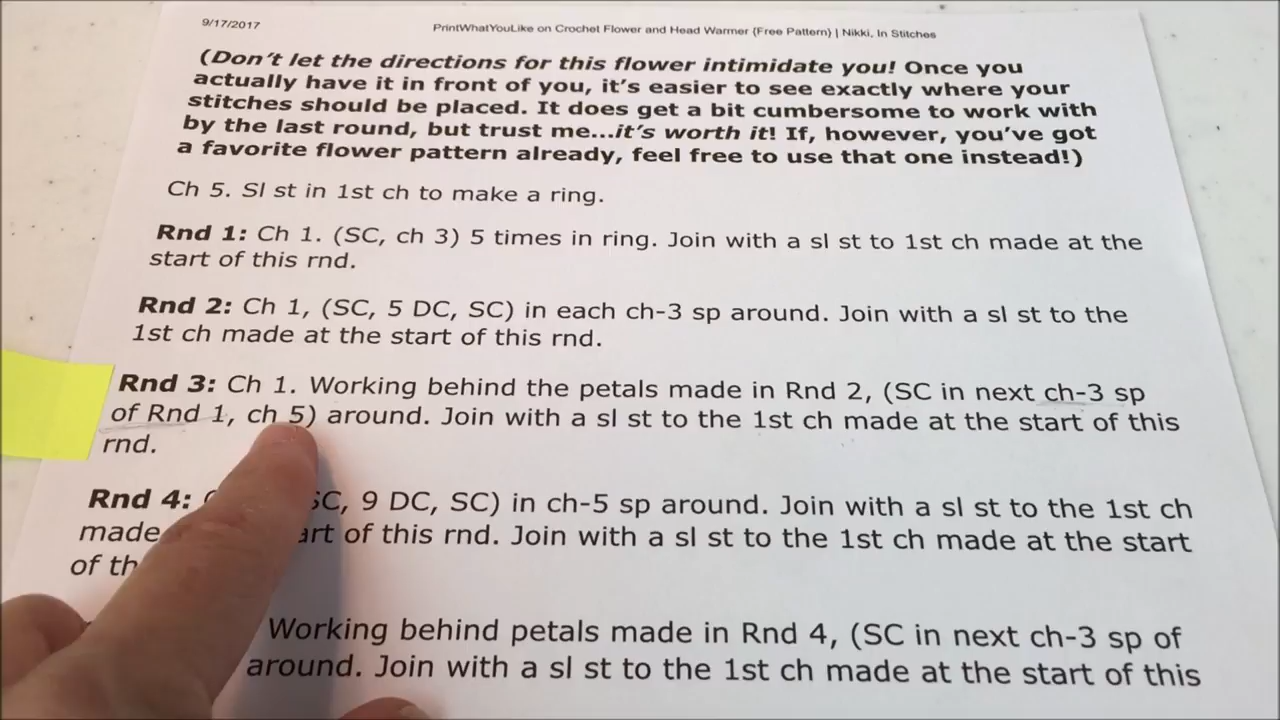 9/17/2017
PrintWhatYouLike on Crochet Flower and Head Warmer {Free Pattern} | Nikki, In Stitches
(Don't let the directions for this flower intimidate you! Once you
actually have it in front of you, it's easier to see exactly where your
stitches should be placed. It does get a bit cumbersome to work with
by the last round, but trust me...it's worth it! If, however, you've got
a favorite flower pattern already, feel free to use that one instead!)
Ch 5. Sl st in 1st ch to make a ring.
Rnd 1: Ch 1. (SC, ch 3) 5 times in ring. Join with a sl st to 1st ch made at the
start of this rnd.
Rnd 2: Ch 1, (SC, 5 DC, SC) in each ch-3 sp around. Join with a sl st to the
1st ch made at the start of this rnd.
Rnd 3: Ch 1. Working behind the petals made in Rnd 2, (SC in next ch-3 sp
of Rnd 1, ch 5) around. Join with a sl st to the 1st ch made at the start of this
rnd.
Rnd 4: SC, 9 DC, SC) in ch-5 sp around. Join with a sl st to the 1st ch
made of this rnd. Join with a sl st to the 1st ch made at the start
of
Working behind petals made in Rnd 4, (SC in next ch-3 sp of
around. Join with a sl st to the 1st ch made at the start of this